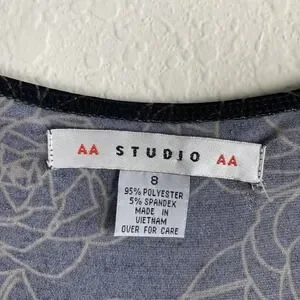 AA STUDIO AA
8
95% POLYESTER
5% SPANDEX
MADE IN
VIETNAM
OVER FOR CARE